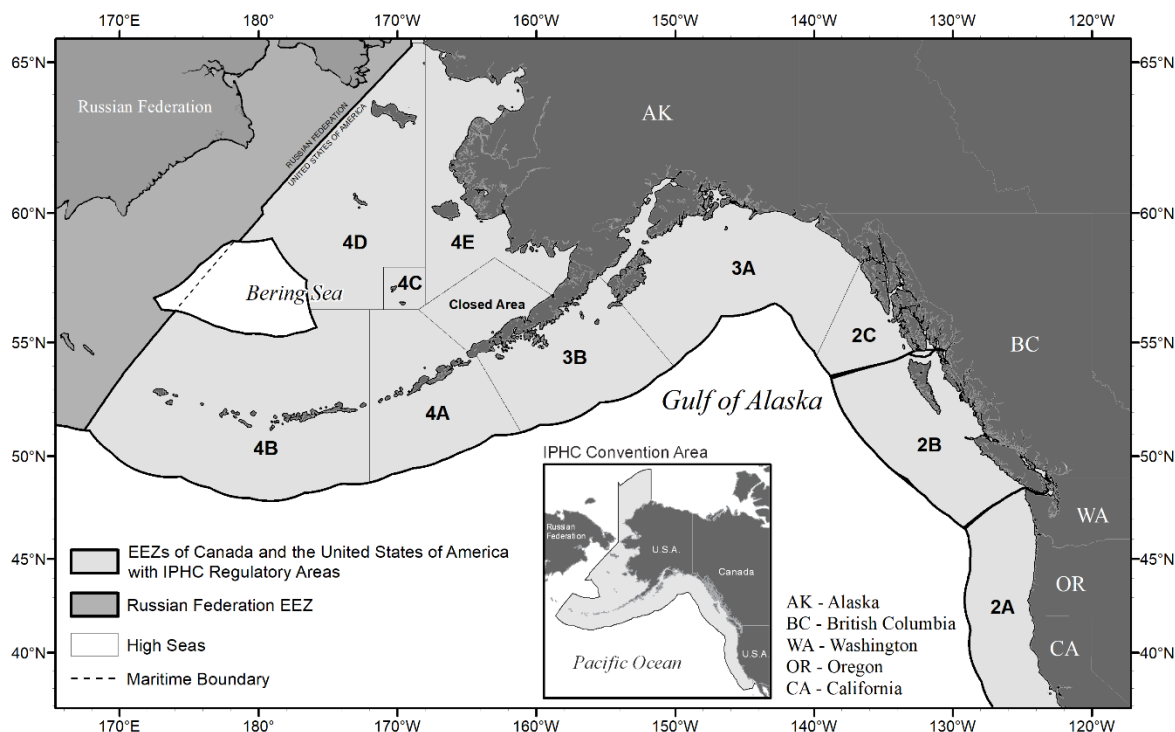 170°E 180° 170°W 160°W 150°W 140°W 130°W 120°W
65°N
65°N
Russian Federation
AK
RUSSIAN FEDERATION
UNITED STATES OF AMERICA
60°N
60°N
4D
4E
3A
4C
Bering Sea
Closed Area
55°N
55°N
2C
BC
3B
Gulf of Alaska
4A
2B
50°N
50°N
4B
IPHC Convention Area
Russian
Federation
U.S.A.
Canada
U.S.A.
Pacific Ocean
WA
EEZs of Canada and the United States of America
with IPHC Regulatory Areas
45°N
45°N
Russian Federation EEZ
OR
2A
High Seas
CA
40°N
40°N
Maritime Boundary
AK - Alaska
BC - British Columbia
WA - Washington
OR - Oregon
CA - California
170°E 180° 170°W 160°W 150°W 140°W 130°W 120°W